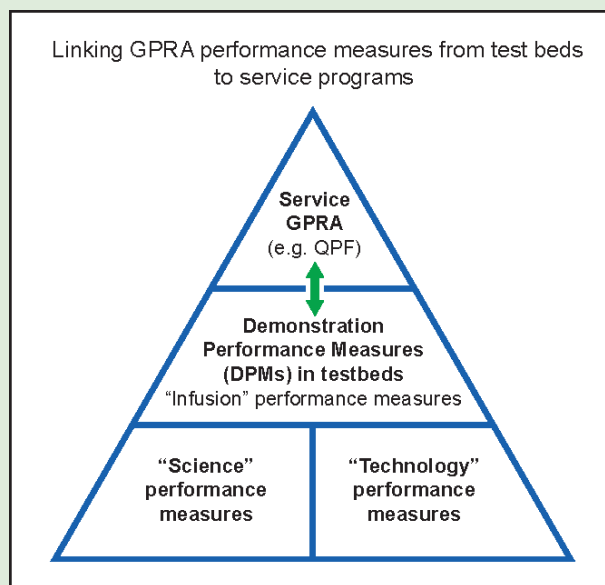 Linking GPRA performance measures from test beds
to service programs
Service
GPRA
(e.g. QPF)
Demonstration
Performance Measures
(DPMs) in testbeds
“Infusion” performance measures
“Science”
performance
measures
“Technology”
performance
measures